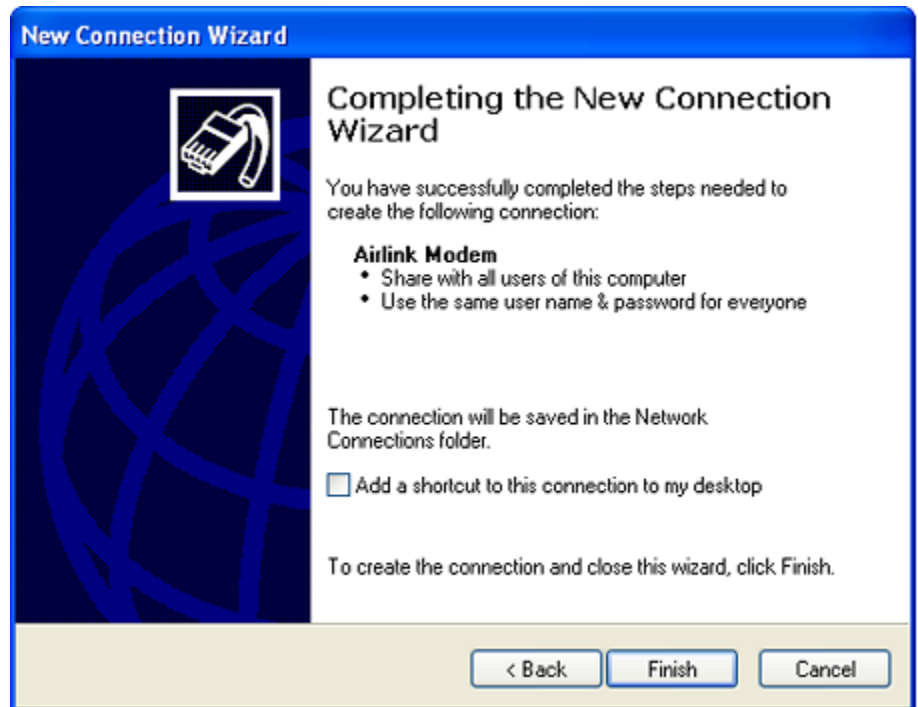 New Connection Wizard
Completing the New Connection
Wizard
You have successfully completed the steps needed to
create the following connection:
Airlink Modem
• Share with all users of this computer
• Use the same user name & password for everyone
The connection will be saved in the Network
Connections folder.
Add a shortcut to this connection to my desktop
To create the connection and close this wizard, click Finish.
< Back Finish Cancel